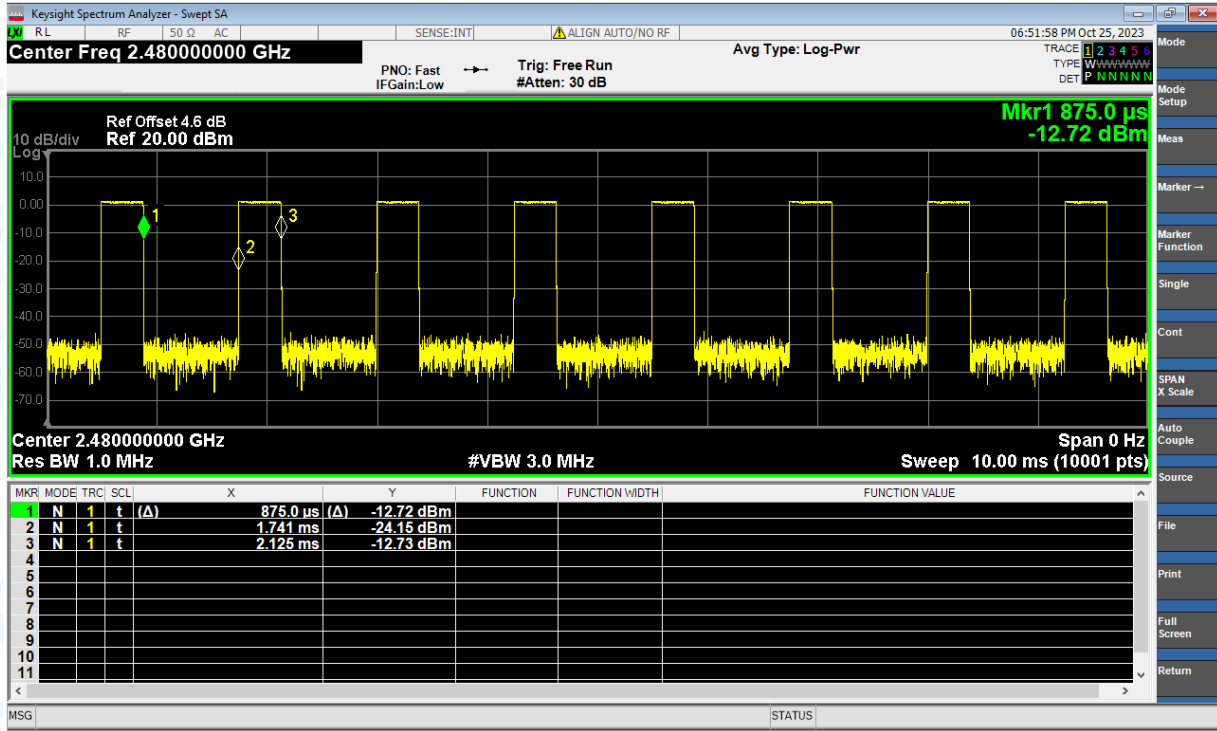 Keysight Spectrum Analyzer - Swept SA
LXI RL RF 50 Ω AC SENSE:INT ALIGN AUTO/NO RF 06:51:58 PM Oct 25, 2023
Center Freq 2.480000000 GHz
PNO: Fast
IFGain:Low
Trig: Free Run
#Atten: 30 dB
Avg Type: Log-Pwr
TRACE 1 2 3 4 5 6
TYPE WWWWWWW
DET P N N N N N
Mkr1 875.0 µs
-12.72 dBm
Ref Offset 4.6 dB
10 dB/div Ref 20.00 dBm
Log
10.0
0.00
-10.0
-20.0
-30.0
-40.0
-50.0
-60.0
-70.0
1
2
3
Center 2.480000000 GHz Span 0 Hz
Res BW 1.0 MHz #VBW 3.0 MHz Sweep 10.00 ms (10001 pts)
MKR MODE TRC SCL X Y FUNCTION FUNCTION WIDTH FUNCTION VALUE
1 N 1 t (Δ) 875.0 µs (Δ) -12.72 dBm
2 N 1 t 1.741 ms -24.15 dBm
3 N 1 t 2.125 ms -12.73 dBm
4
5
6
7
8
9
10
11
MSG STATUS
Mode
Mode
Setup
Meas
Marker→
Marker
Function
Single
Cont
SPAN
X Scale
Auto
Couple
Source
File
Print
Full
Screen
Return